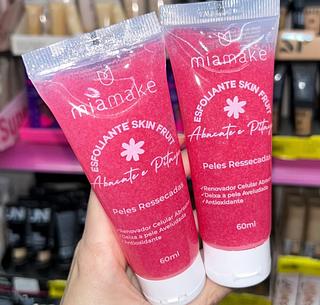 miamake
ESFOLIANTE SKIN FRUIT
Abacate e Pitaya
Peles Ressecadas
Renovador Celular
Deixa à pele Aveludada
Antioxidante
60ml
miamake
ESFOLIANTE SKIN FRUIT
Abacate e
Peles Ressecadas
Renovador Celular
Deixa à pele Aveludada
Antioxidante
60ml